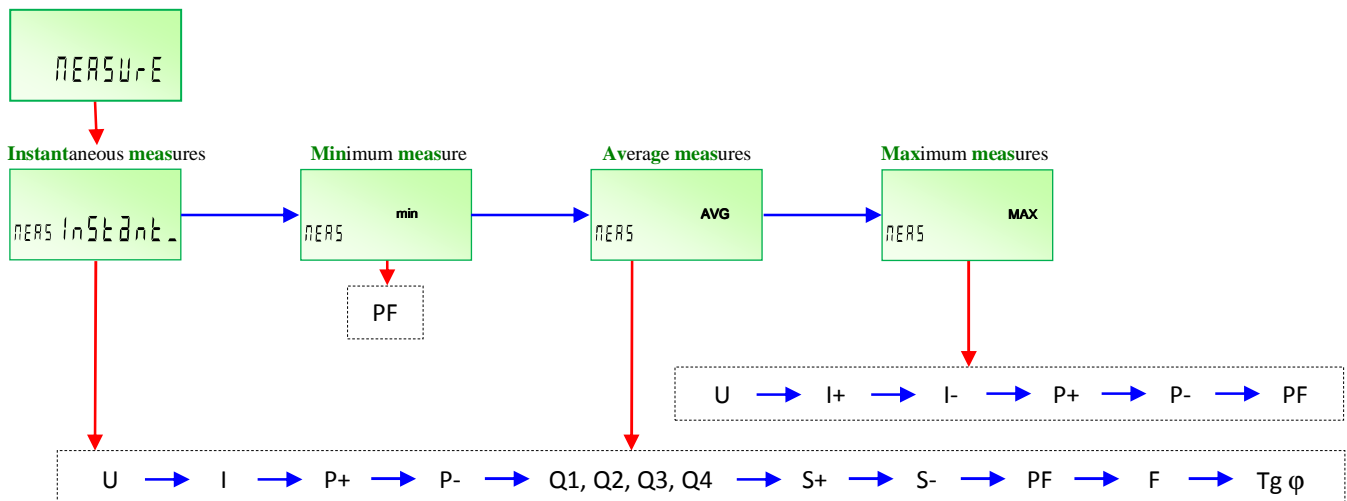 MEASUrE
Instantaneous measures
Minimum measure
Average measures
Maximum measures
MEAS InStant_
min
MEAS
AVG
MEAS
MAX
MEAS
PF
U I+ I- P+ P- PF
U I P+ P- Q1, Q2, Q3, Q4 S+ S- PF F Tg φ